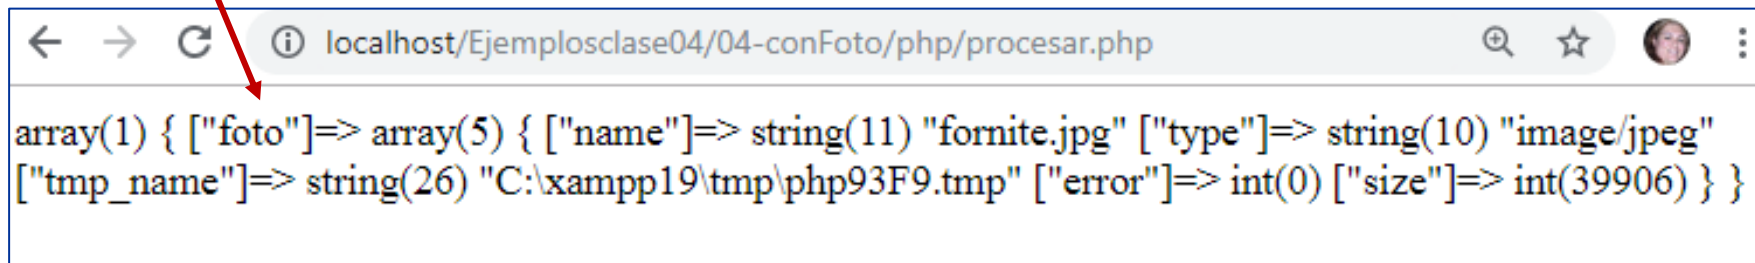 localhost/Ejemplosclase04/04-conFoto/php/procesar.php
array(1) { ["foto"]=> array(5) { ["name"]=> string(11) "fornite.jpg" ["type"]=> string(10) "image/jpeg"
["tmp_name"]=> string(26) "C:\xampp19\tmp\php93F9.tmp" ["error"]=> int(0) ["size"]=> int(39906) } }